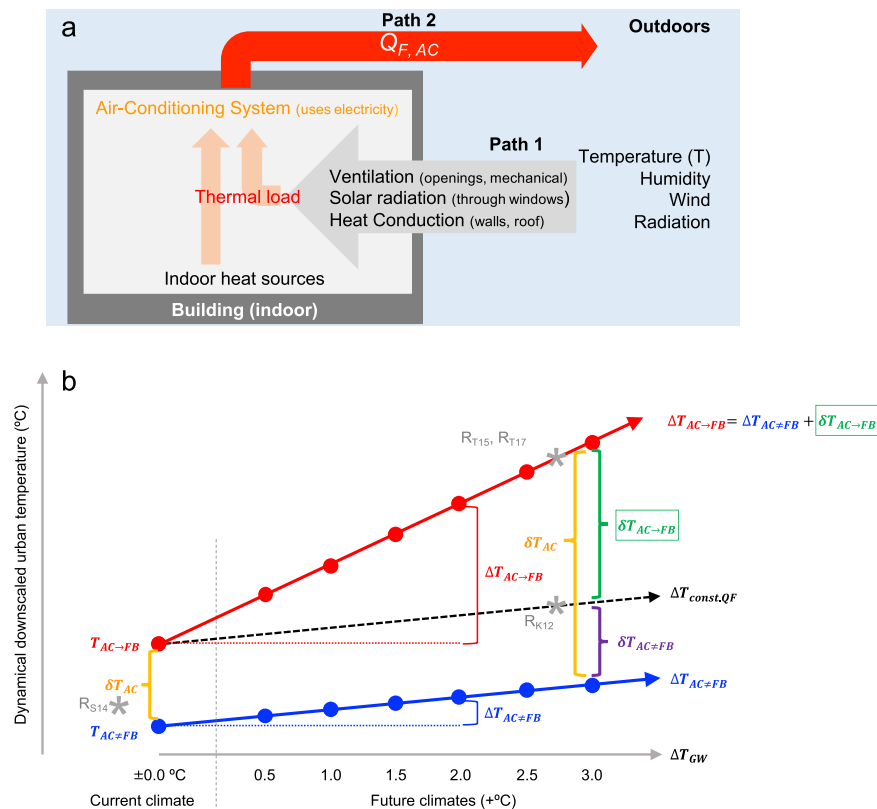 a
Path 2
Q_{F, AC}
Outdoors
Air-Conditioning System (uses electricity)
Path 1
Thermal load
Ventilation (openings, mechanical)
Solar radiation (through windows)
Heat Conduction (walls, roof)
Temperature (T)
Humidity
Wind
Radiation
Indoor heat sources
Building (indoor)
b
Dynamical downscaled urban temperature (ºC)
R_{T15}, R_{T17}
ΔT_{AC→FB} = ΔT_{AC≠FB} + δT_{AC→FB}
δT_{AC}
δT_{AC→FB}
ΔT_{AC→FB}
ΔT_{const.QF}
R_{K12}
T_{AC→FB}
δT_{AC≠FB}
δT_{AC}
ΔT_{AC≠FB}
R_{S14}
ΔT_{AC≠FB}
T_{AC≠FB}
ΔT_{GW}
±0.0 ºC 0.5 1.0 1.5 2.0 2.5 3.0
Current climate Future climates (+ºC)